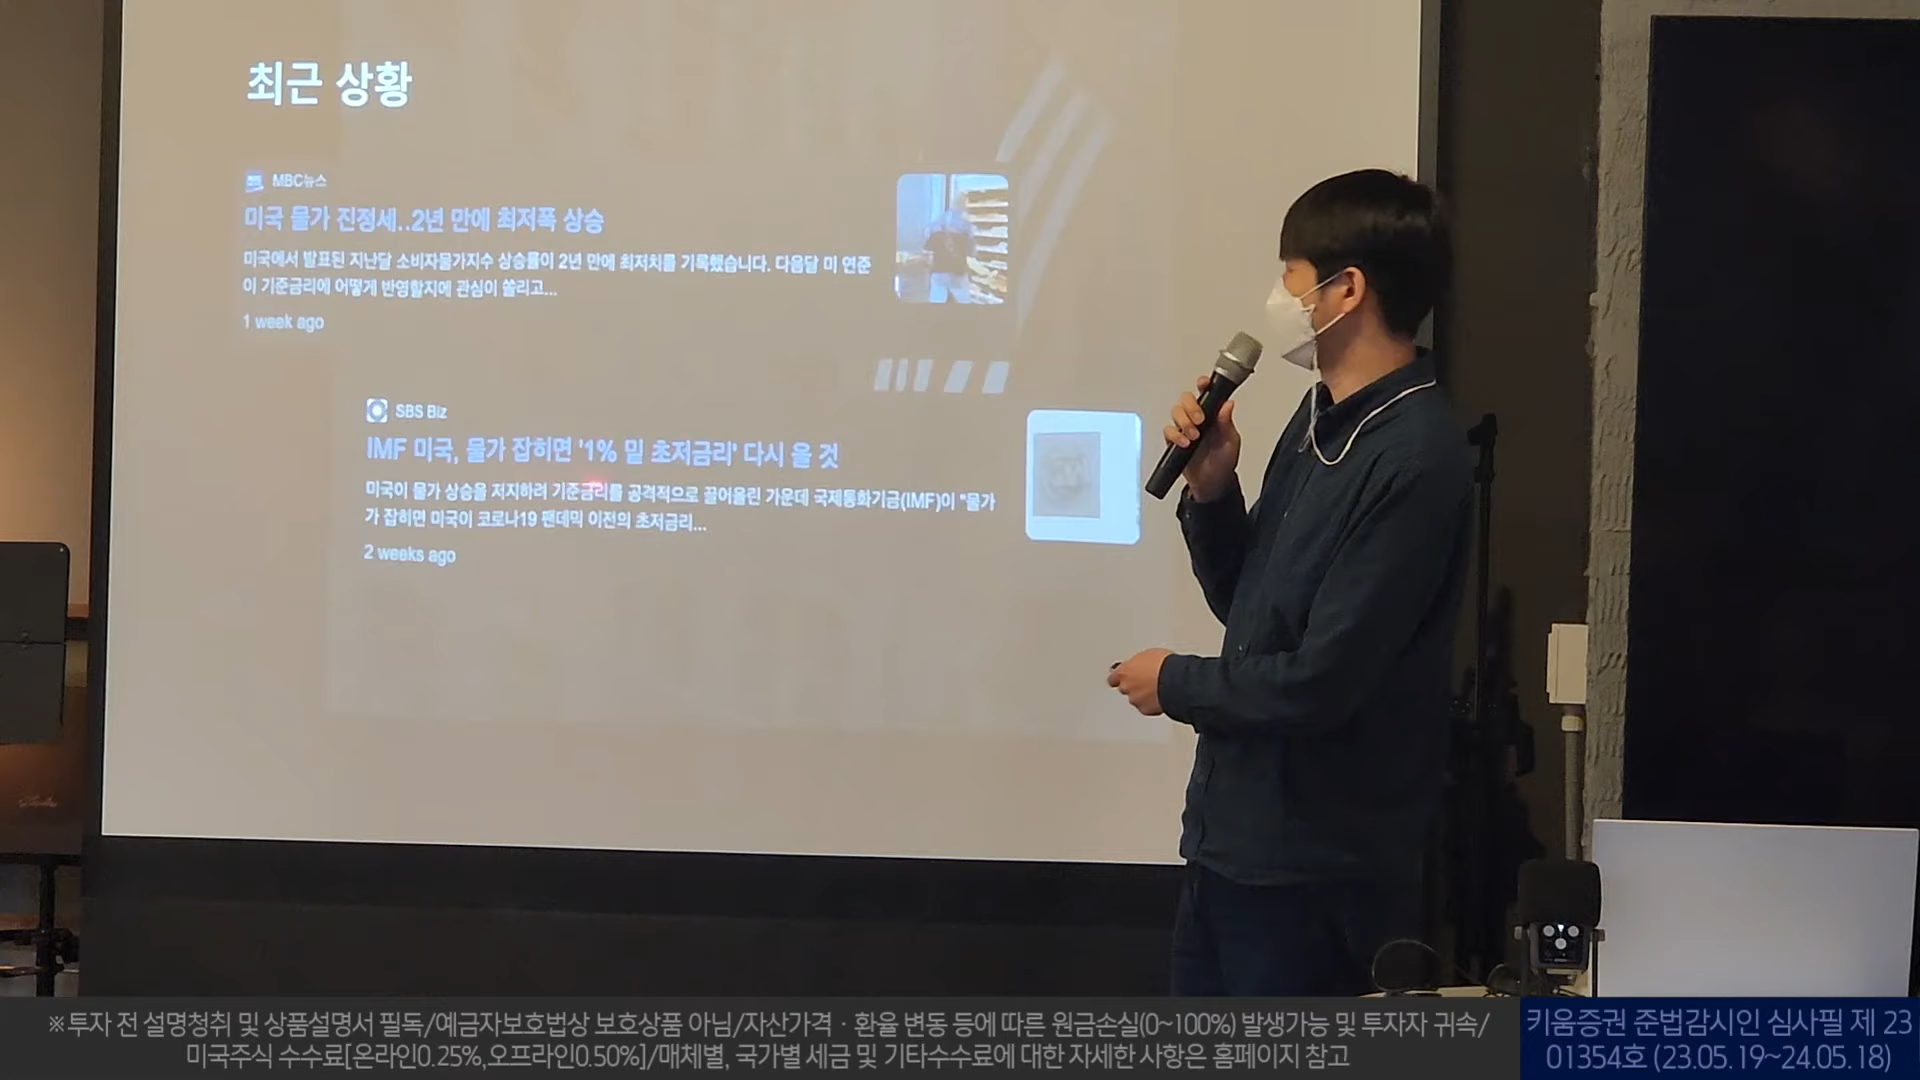 최근 상황
MBC뉴스
미국 물가 진정세..2년 만에 최저폭 상승
미국에서 발표된 지난달 소비자물가지수 상승률이 2년 만에 최저치를 기록했습니다. 다음달 미 연준
이 기준금리에 어떻게 반영할지에 관심이 쏠리고...
1 week ago
SBS Biz
IMF 미국, 물가 잡히면 '1% 밑 초저금리' 다시 올 것
미국이 물가 상승을 저지하려 기준금리를 공격적으로 끌어올린 가운데 국제통화기금(IMF)이 "물가
가 잡히면 미국이 코로나19 팬데믹 이전의 초저금리...
2 weeks ago
※투자 전 설명청취 및 상품설명서 필독/예금자보호법상 보호상품 아님/자산가격·환율 변동 등에 따른 원금손실(0~100%) 발생가능 및 투자자 귀속/
미국주식 수수료[온라인0.25%,오프라인0.50%]/매체별, 국가별 세금 및 기타수수료에 대한 자세한 사항은 홈페이지 참고
키움증권 준법감시인 심사필 제 23
01354호 (23.05.19~24.05.18)